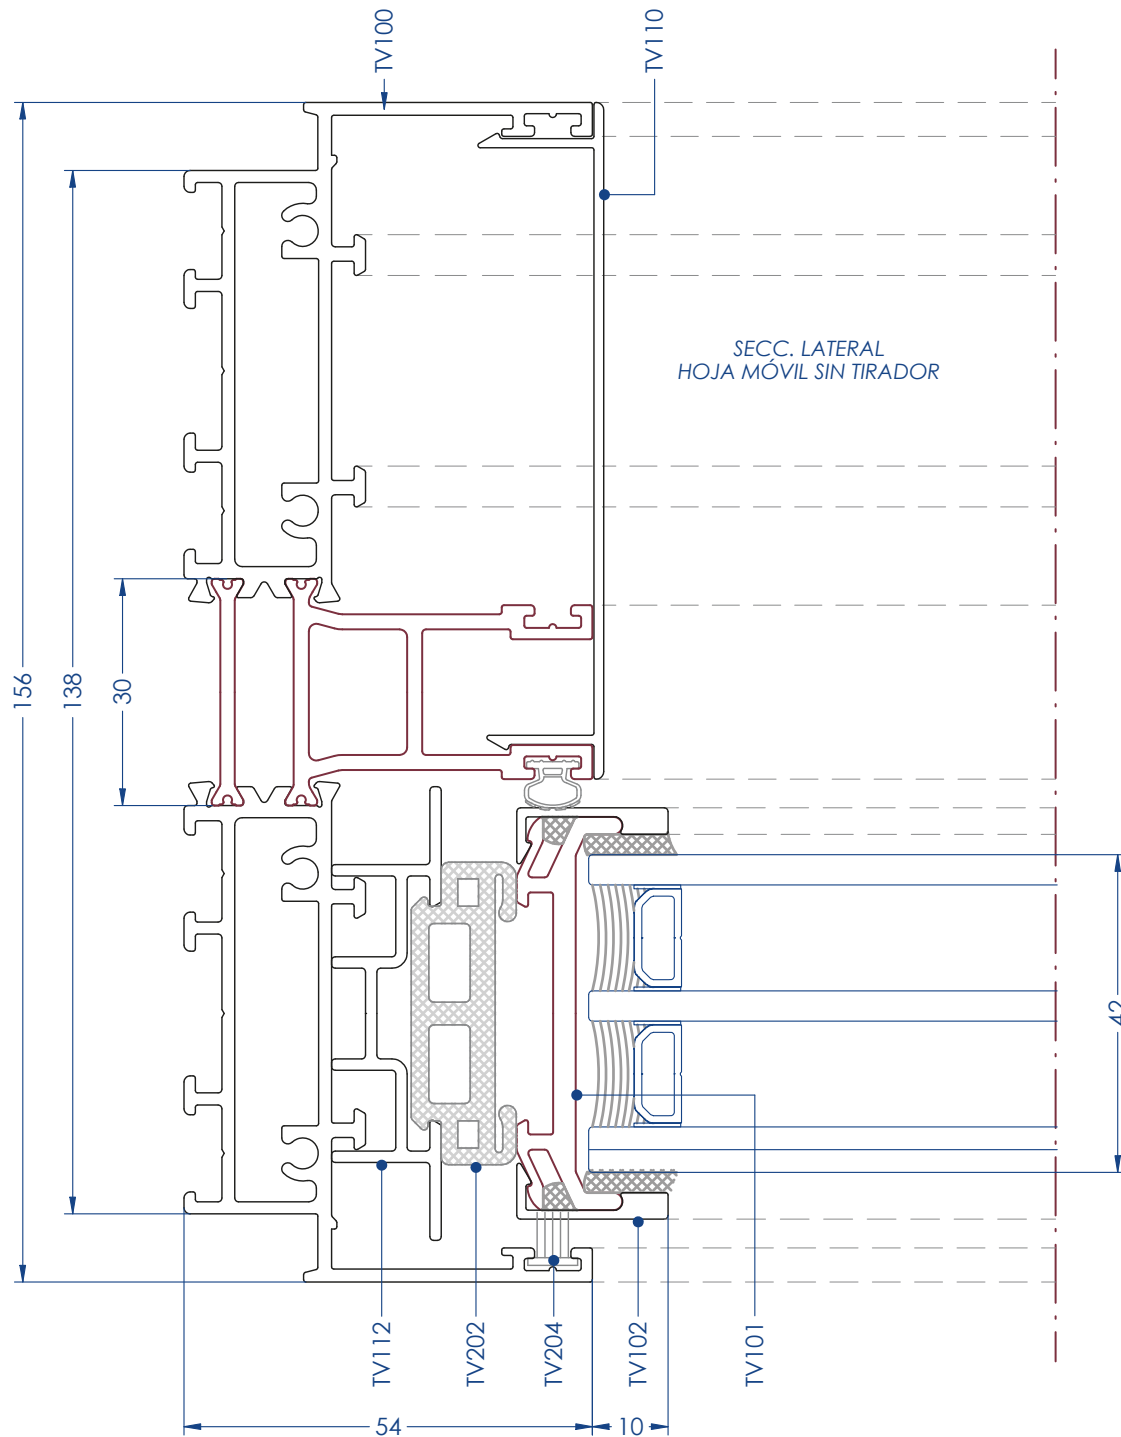 TV100
TV110
SECC. LATERAL
HOJA MÓVIL SIN TIRADOR
156
138
30
42
TV112
TV202
TV204
TV102
TV101
54
10